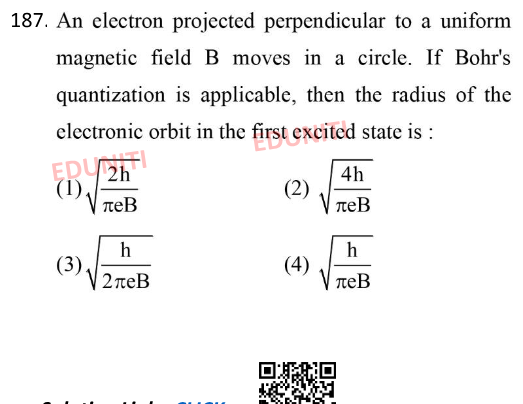 187. An electron projected perpendicular to a uniform
magnetic field B moves in a circle. If Bohr's
quantization is applicable, then the radius of the
electronic orbit in the first excited state is :
EDUNITI
EDUNITI
(1) √(2h/πeB) (2) √(4h/πeB)
(3) √(h/2πeB) (4) √(h/πeB)